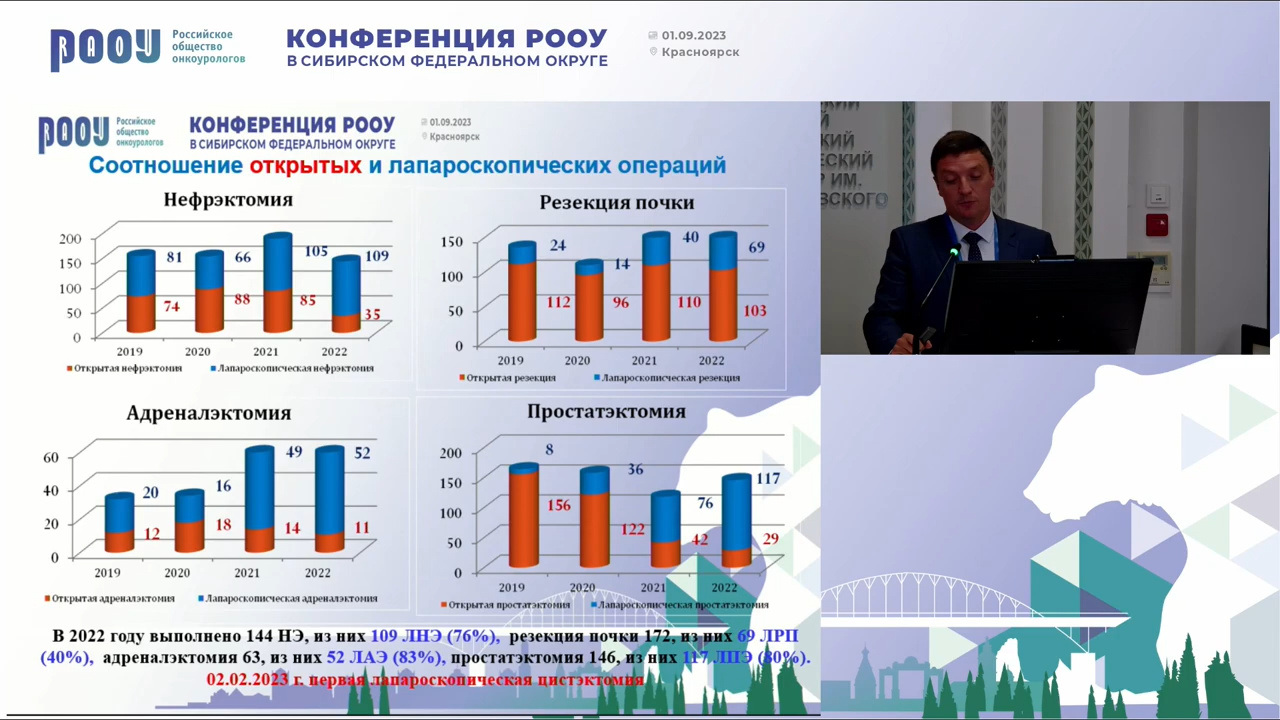 РООУ
Российское
общество
онкоурологов
КОНФЕРЕНЦИЯ РООУ
В СИБИРСКОМ ФЕДЕРАЛЬНОМ ОКРУГЕ
01.09.2023
Красноярск
РООУ
Российское
общество
онкоурологов
КОНФЕРЕНЦИЯ РООУ
В СИБИРСКОМ ФЕДЕРАЛЬНОМ ОКРУГЕ
01.09.2023
Красноярск
Соотношение открытых и лапароскопических операций
Нефрэктомия
200
150
100
50
0
81
66
105
109
74
88
85
35
2019 2020 2021 2022
Открытая нефрэктомия Лапароскопическая нефрэктомия
Резекция почки
150
100
50
0
24
14
40
69
112
96
110
103
2019 2020 2021 2022
Открытая резекция Лапароскопическая резекция
Адреналэктомия
60
40
20
0
20
16
49
52
12
18
14
11
2019 2020 2021 2022
Открытая адреналэктомия Лапароскопическая адреналэктомия
Простатэктомия
200
150
100
50
0
8
36
76
117
156
122
42
29
2019 2020 2021 2022
Открытая простатэктомия Лапароскопическая простатэктомия
В 2022 году выполнено 144 НЭ, из них 109 ЛНЭ (76%), резекция почки 172, из них 69 ЛРП
(40%), адреналэктомия 63, из них 52 ЛАЭ (83%), простатэктомия 146, из них 117 ЛПЭ (80%).
02.02.2023 г. первая лапароскопическая цистэктомия